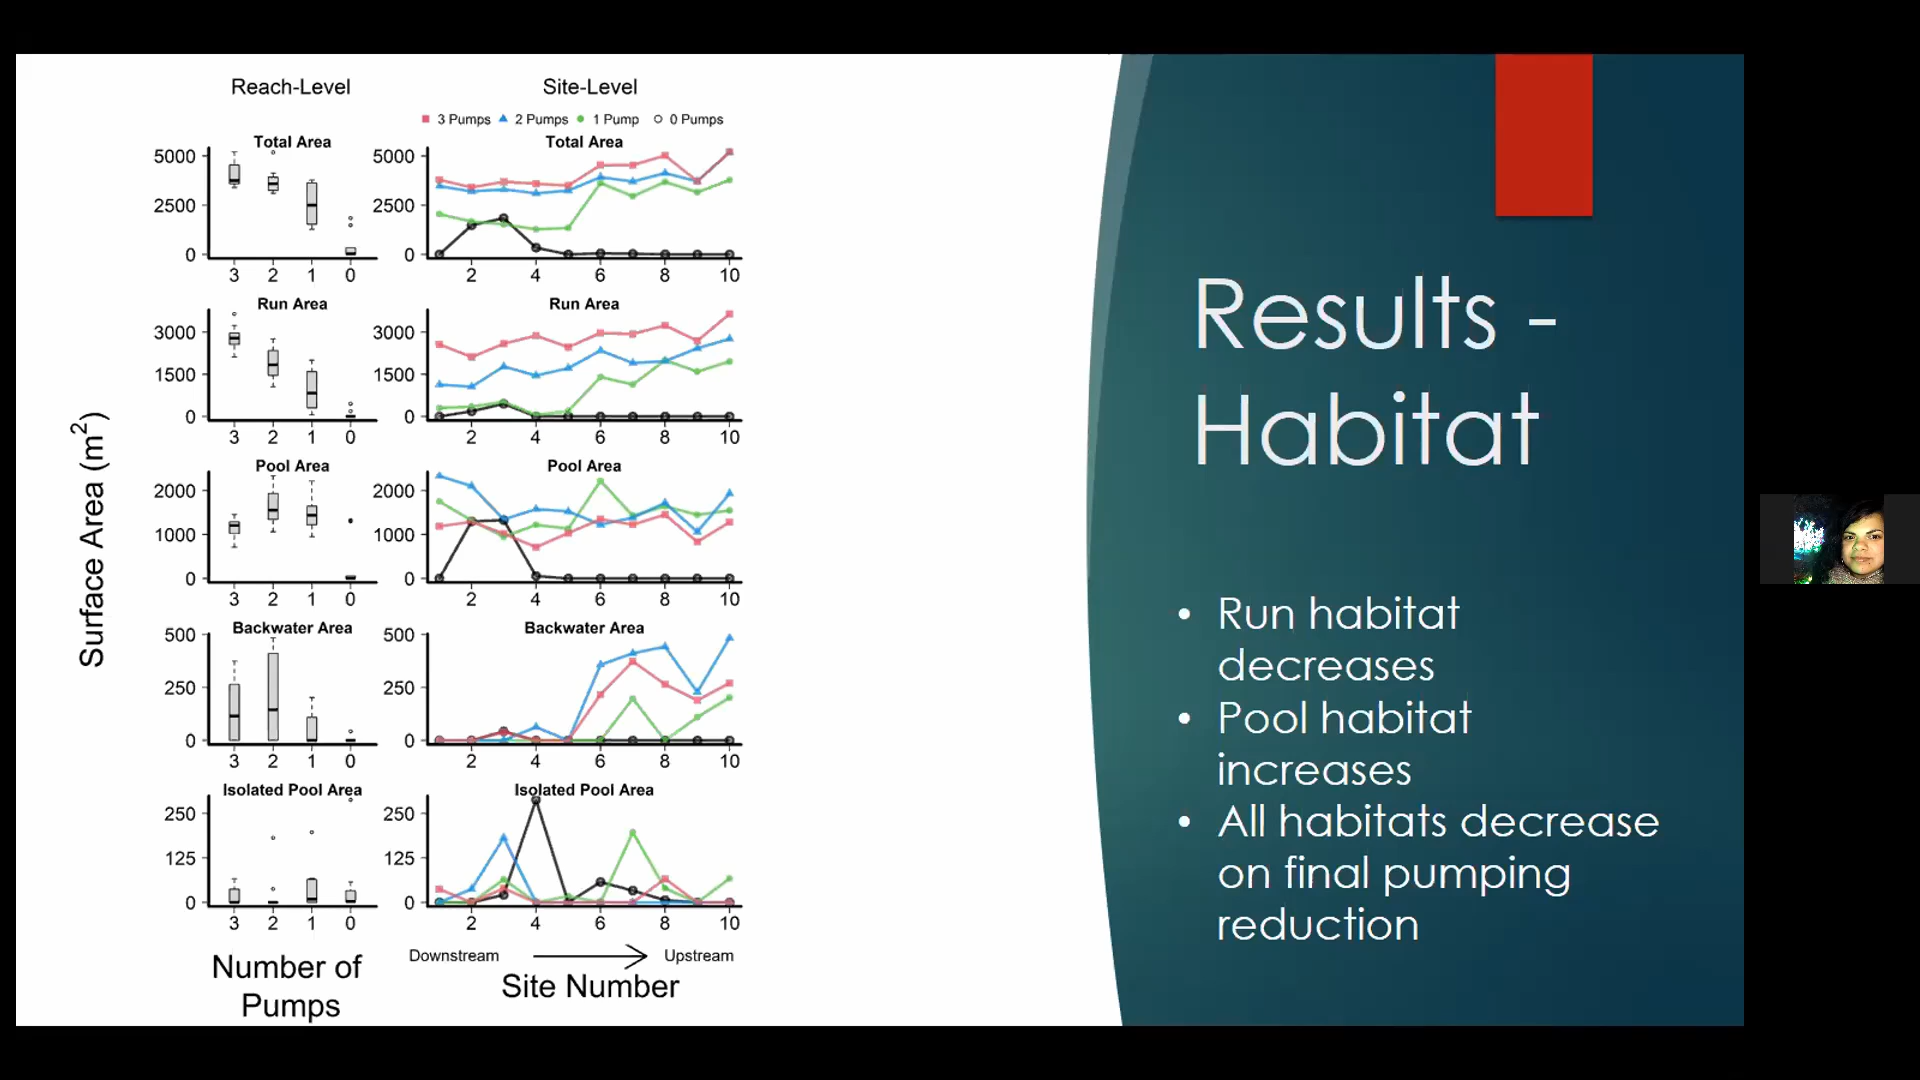 Reach-Level
Site-Level
3 Pumps 2 Pumps 1 Pump 0 Pumps
Total Area
5000
2500
0
3 2 1 0
Total Area
5000
2500
0
2 4 6 8 10
Run Area
3000
1500
0
3 2 1 0
Run Area
3000
1500
0
2 4 6 8 10
Pool Area
2000
1000
0
3 2 1 0
Pool Area
2000
1000
0
2 4 6 8 10
Backwater Area
500
250
0
3 2 1 0
Backwater Area
500
250
0
2 4 6 8 10
Isolated Pool Area
250
125
0
3 2 1 0
Isolated Pool Area
250
125
0
2 4 6 8 10
Surface Area (m²)
Number of
Pumps
Downstream Upstream
Site Number
Results -
Habitat
• Run habitat
decreases
• Pool habitat
increases
• All habitats decrease
on final pumping
reduction